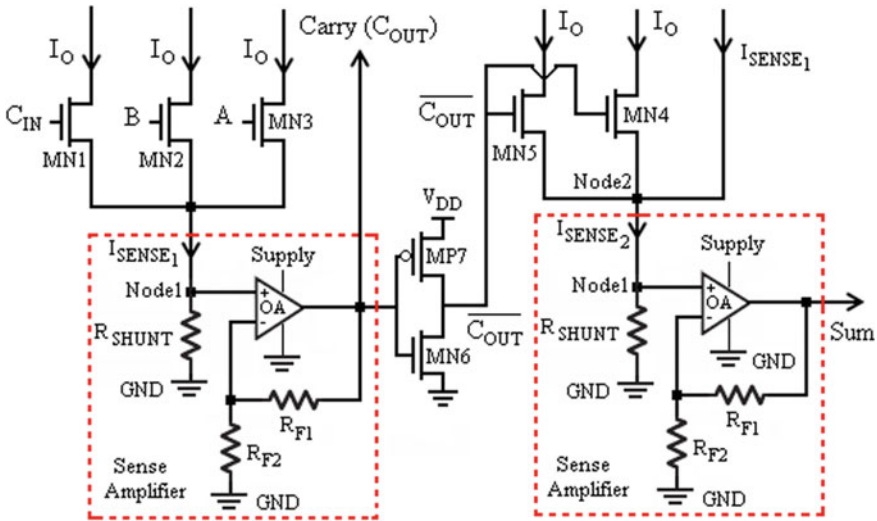 I_O
I_O
I_O
Carry (C_OUT)
I_O
I_O
I_SENSE₁
C_IN
B
A
MN3
MN1
MN2
C̅_OUT
MN5
MN4
Node2
V_DD
MP7
MN6
C̅_OUT
I_SENSE₁
Supply
Node1
+
OA
-
R_SHUNT
GND
R_F1
R_F2
Sense
Amplifier
GND
I_SENSE₂
Supply
Node1
+
OA
-
R_SHUNT
GND
GND
Sum
R_F1
R_F2
Sense
Amplifier
GND